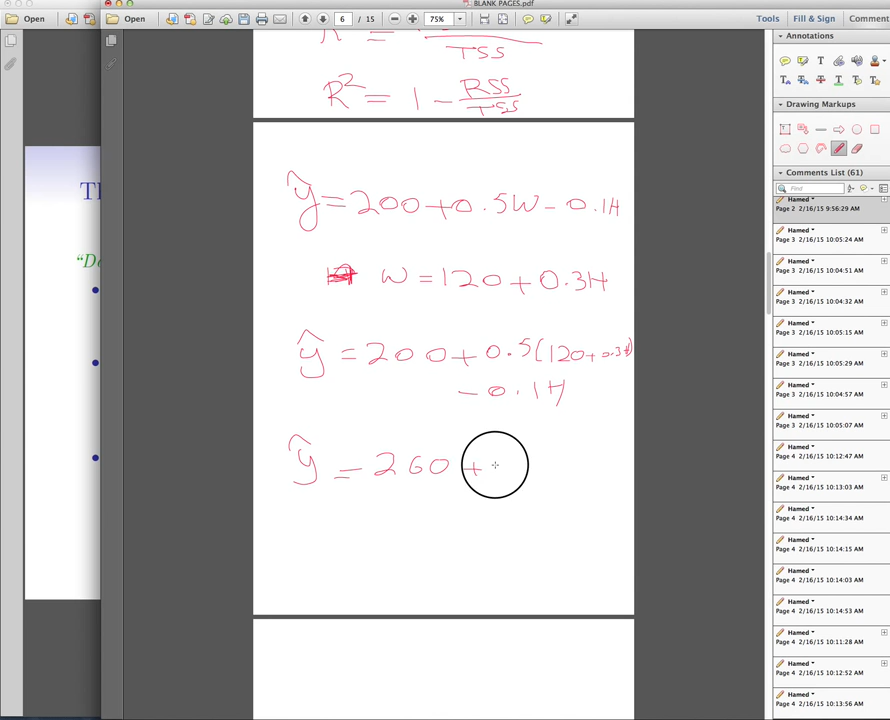 BLANK PAGES.pdf
Open
Open
6 / 15
75%
Tools
Fill & Sign
Comment
TSS
R² = 1 - RSS/TSS
ŷ = 200 + 0.5W - 0.1H
W = 120 + 0.3H
ŷ = 200 + 0.5(120 + 0.3H)
- 0.1H
ŷ = 260 +
“De
Annotations
Drawing Markups
Comments List (61)
Find
Hamed
Page 2 2/16/15 9:56:29 AM
Hamed
Page 3 2/16/15 10:05:24 AM
Hamed
Page 3 2/16/15 10:04:51 AM
Hamed
Page 3 2/16/15 10:04:32 AM
Hamed
Page 3 2/16/15 10:05:15 AM
Hamed
Page 3 2/16/15 10:05:29 AM
Hamed
Page 3 2/16/15 10:04:57 AM
Hamed
Page 3 2/16/15 10:05:07 AM
Hamed
Page 4 2/16/15 10:12:47 AM
Hamed
Page 4 2/16/15 10:13:03 AM
Hamed
Page 4 2/16/15 10:14:34 AM
Hamed
Page 4 2/16/15 10:14:15 AM
Hamed
Page 4 2/16/15 10:14:03 AM
Hamed
Page 4 2/16/15 10:14:53 AM
Hamed
Page 4 2/16/15 10:11:28 AM
Hamed
Page 4 2/16/15 10:12:52 AM
Hamed
Page 4 2/16/15 10:13:56 AM